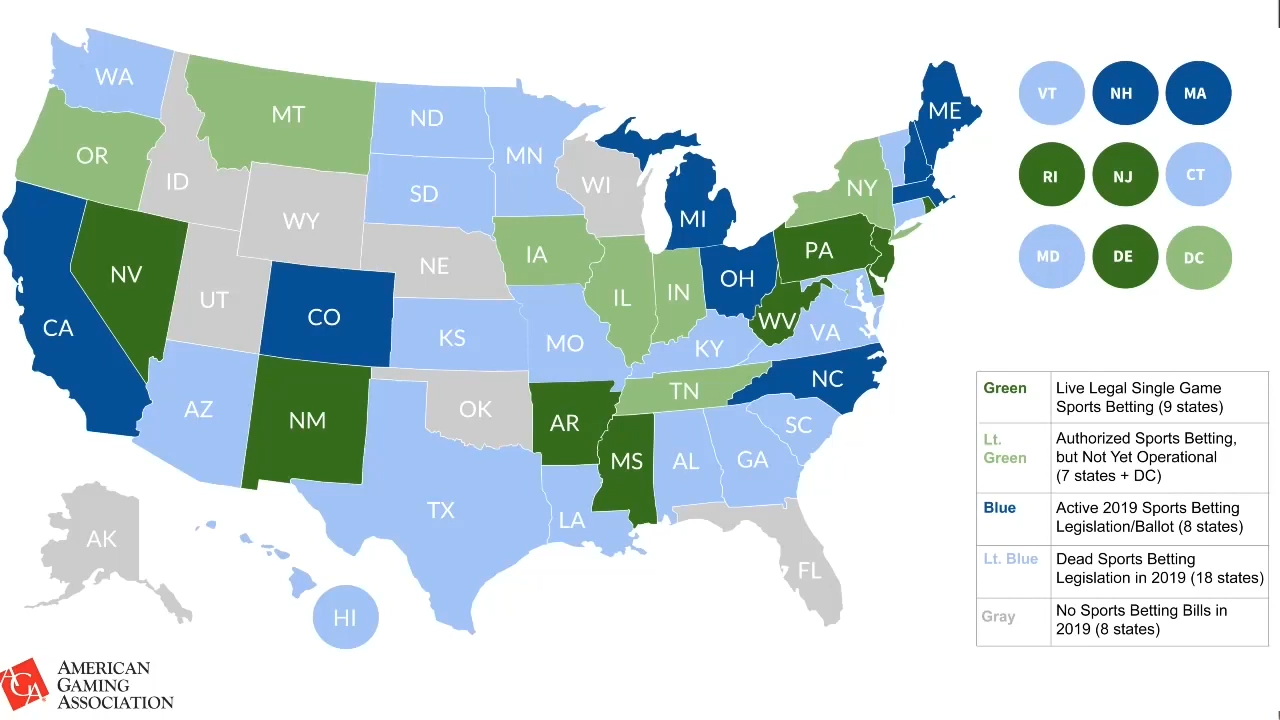 WA
MT
ND
MN
OR
ID
WY
SD
WI
MI
ME
NY
VT
NH
MA
RI
NJ
CT
MD
DE
DC
NV
UT
CO
NE
IA
IL
IN
OH
PA
WV
VA
CA
KS
MO
KY
NC
TN
AZ
NM
OK
AR
SC
MS
AL
GA
TX
LA
FL
AK
HI
Green
Live Legal Single Game
Sports Betting (9 states)
Lt.
Green
Authorized Sports Betting,
but Not Yet Operational
(7 states + DC)
Blue
Active 2019 Sports Betting
Legislation/Ballot (8 states)
Lt. Blue
Dead Sports Betting
Legislation in 2019 (18 states)
Gray
No Sports Betting Bills in
2019 (8 states)
AGA
AMERICAN
GAMING
ASSOCIATION